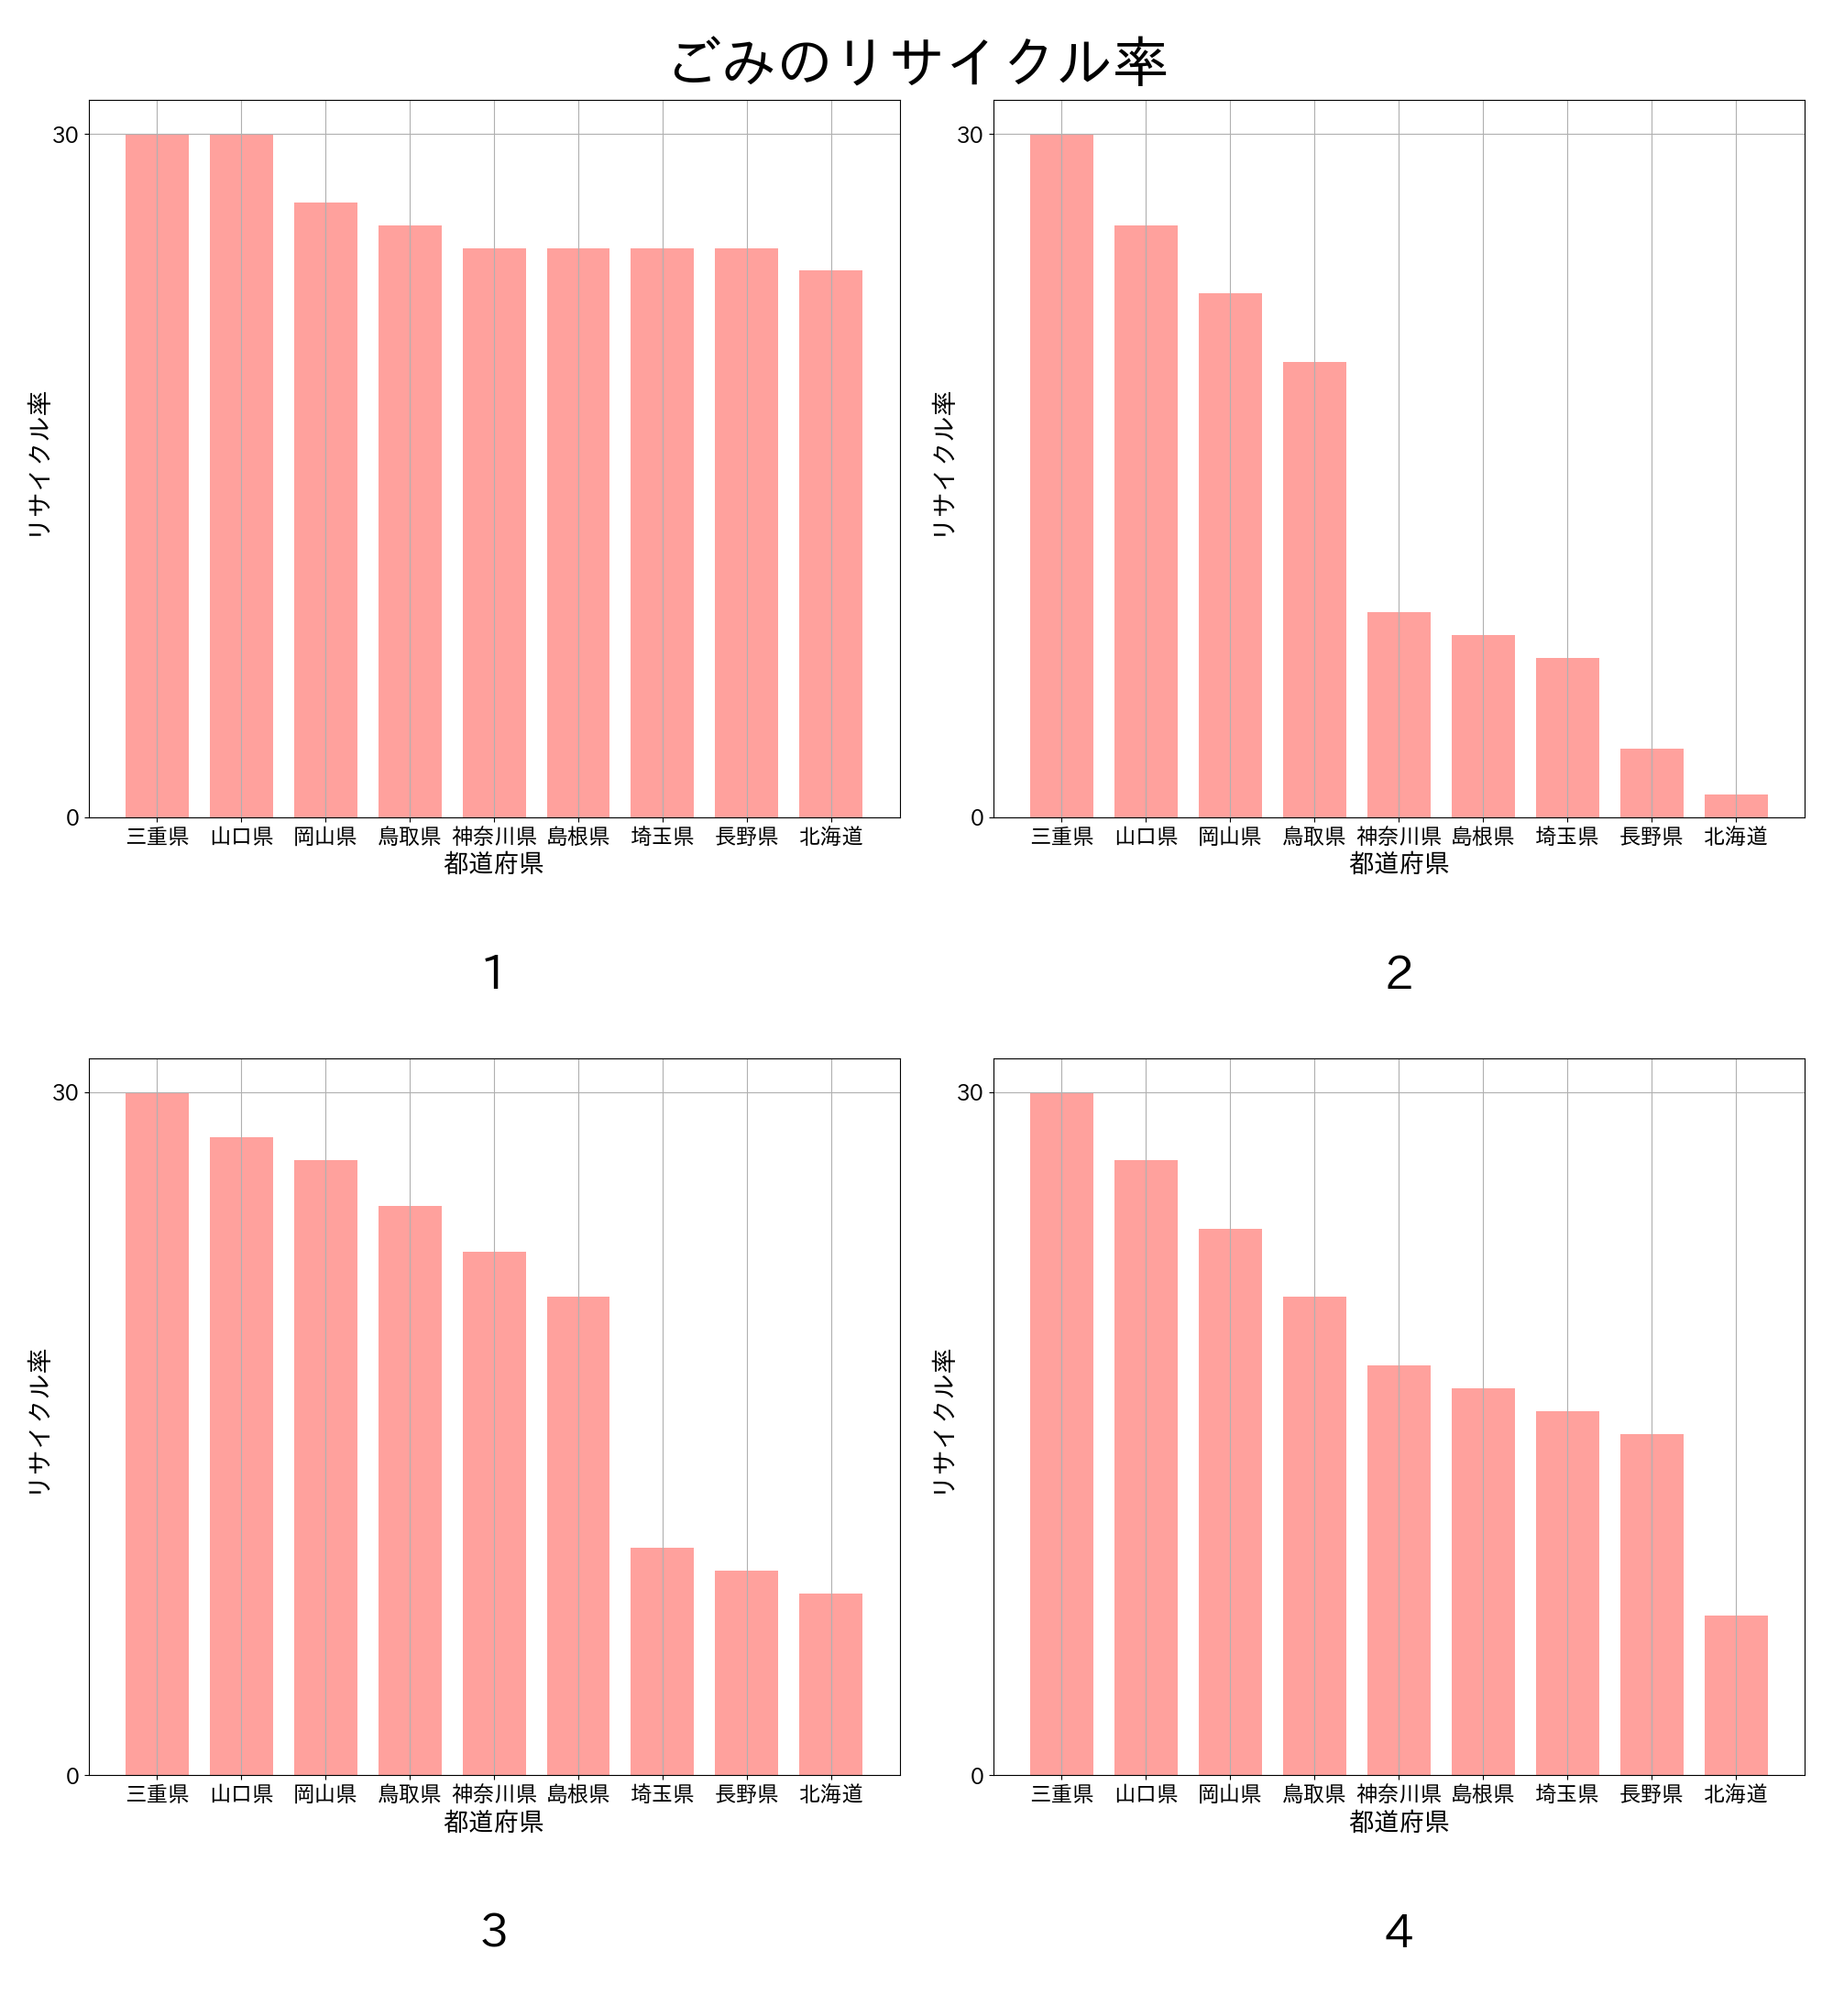 ごみのリサイクル率
30
0
リサイクル率
三重県 山口県 岡山県 鳥取県 神奈川県 島根県 埼玉県 長野県 北海道
都道府県
1
30
0
リサイクル率
三重県 山口県 岡山県 鳥取県 神奈川県 島根県 埼玉県 長野県 北海道
都道府県
2
30
0
リサイクル率
三重県 山口県 岡山県 鳥取県 神奈川県 島根県 埼玉県 長野県 北海道
都道府県
3
30
0
リサイクル率
三重県 山口県 岡山県 鳥取県 神奈川県 島根県 埼玉県 長野県 北海道
都道府県
4